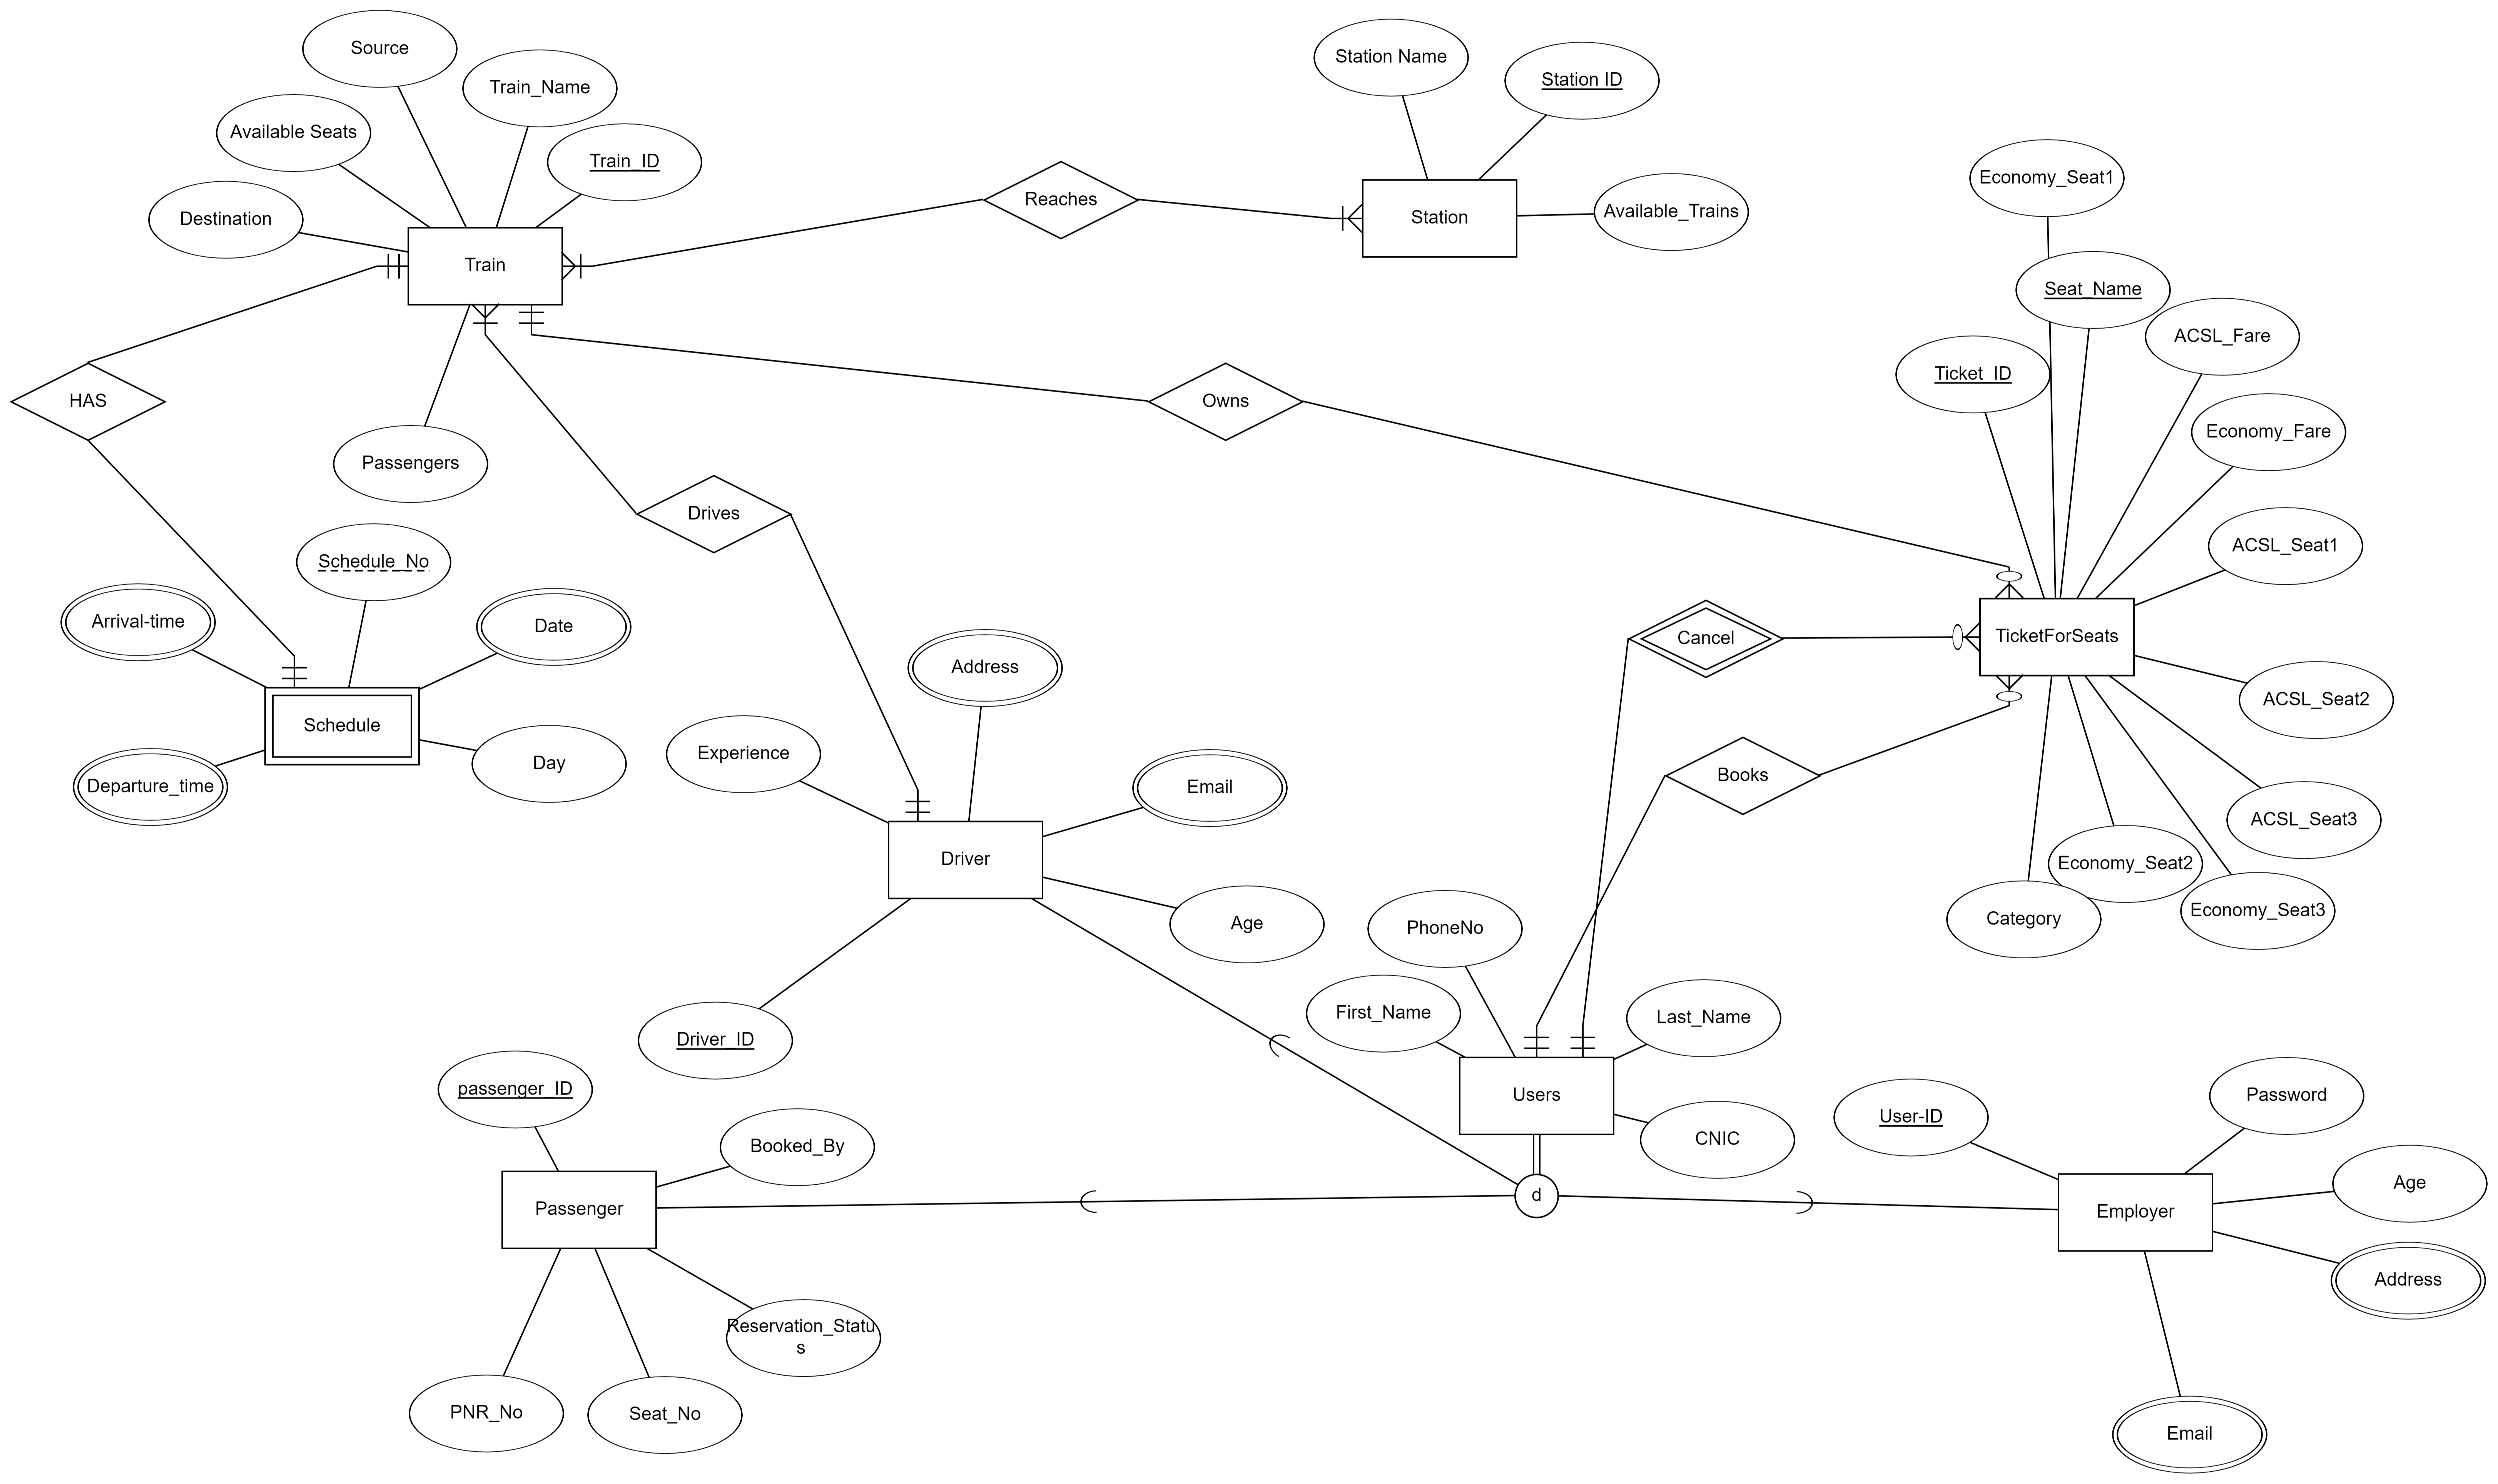 Source
Station Name
Station ID
Train_Name
Available Seats
Train_ID
Economy_Seat1
Reaches
Available_Trains
Destination
Station
Train
Seat_Name
ACSL_Fare
Ticket_ID
HAS
Owns
Economy_Fare
Passengers
Drives
ACSL_Seat1
Schedule_No
Arrival-time
Date
Cancel
TicketForSeats
Address
ACSL_Seat2
Schedule
Experience
Day
Books
Departure_time
Email
ACSL_Seat3
Driver
Economy_Seat2
Economy_Seat3
Category
Age
PhoneNo
First_Name
Last_Name
Driver_ID
passenger_ID
Users
Password
User-ID
Booked_By
CNIC
Age
d
Passenger
Employer
Address
Reservation_Statu
s
PNR_No
Seat_No
Email